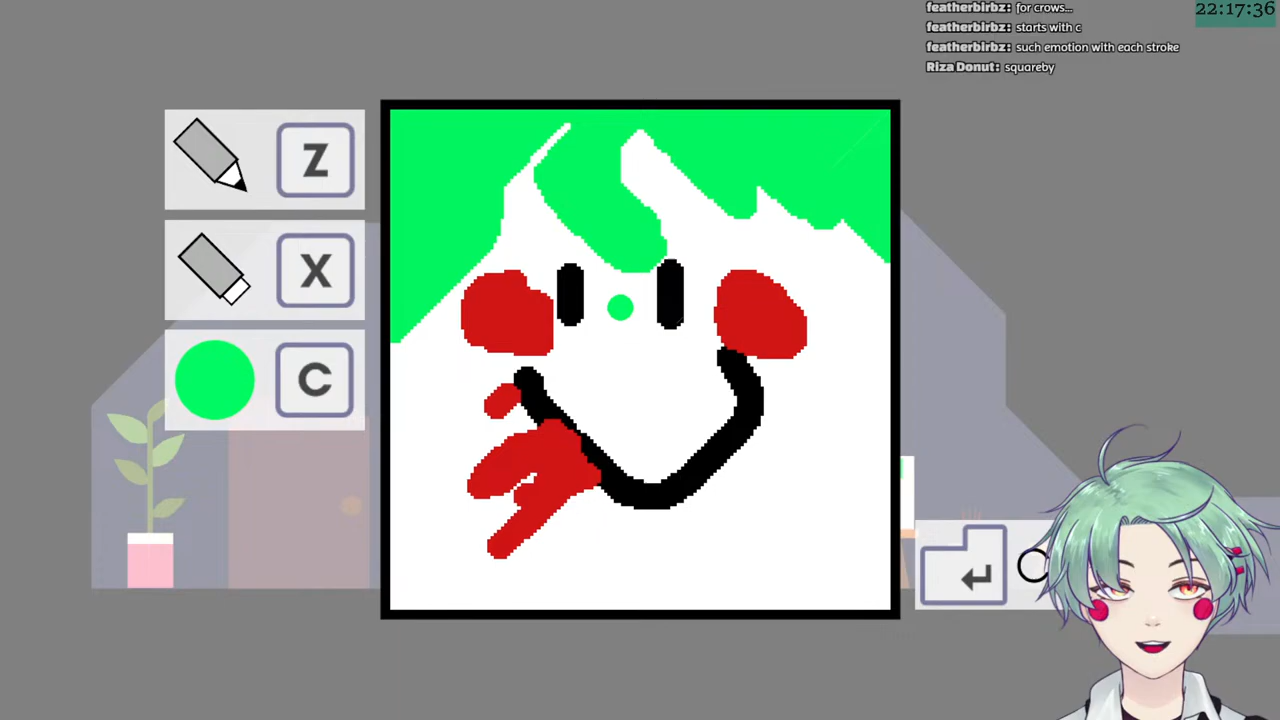 22:17:36
featherbirbz: for crows...
featherbirbz: starts with c
featherbirbz: such emotion with each stroke
Riza Donut: squareby
Z
X
C